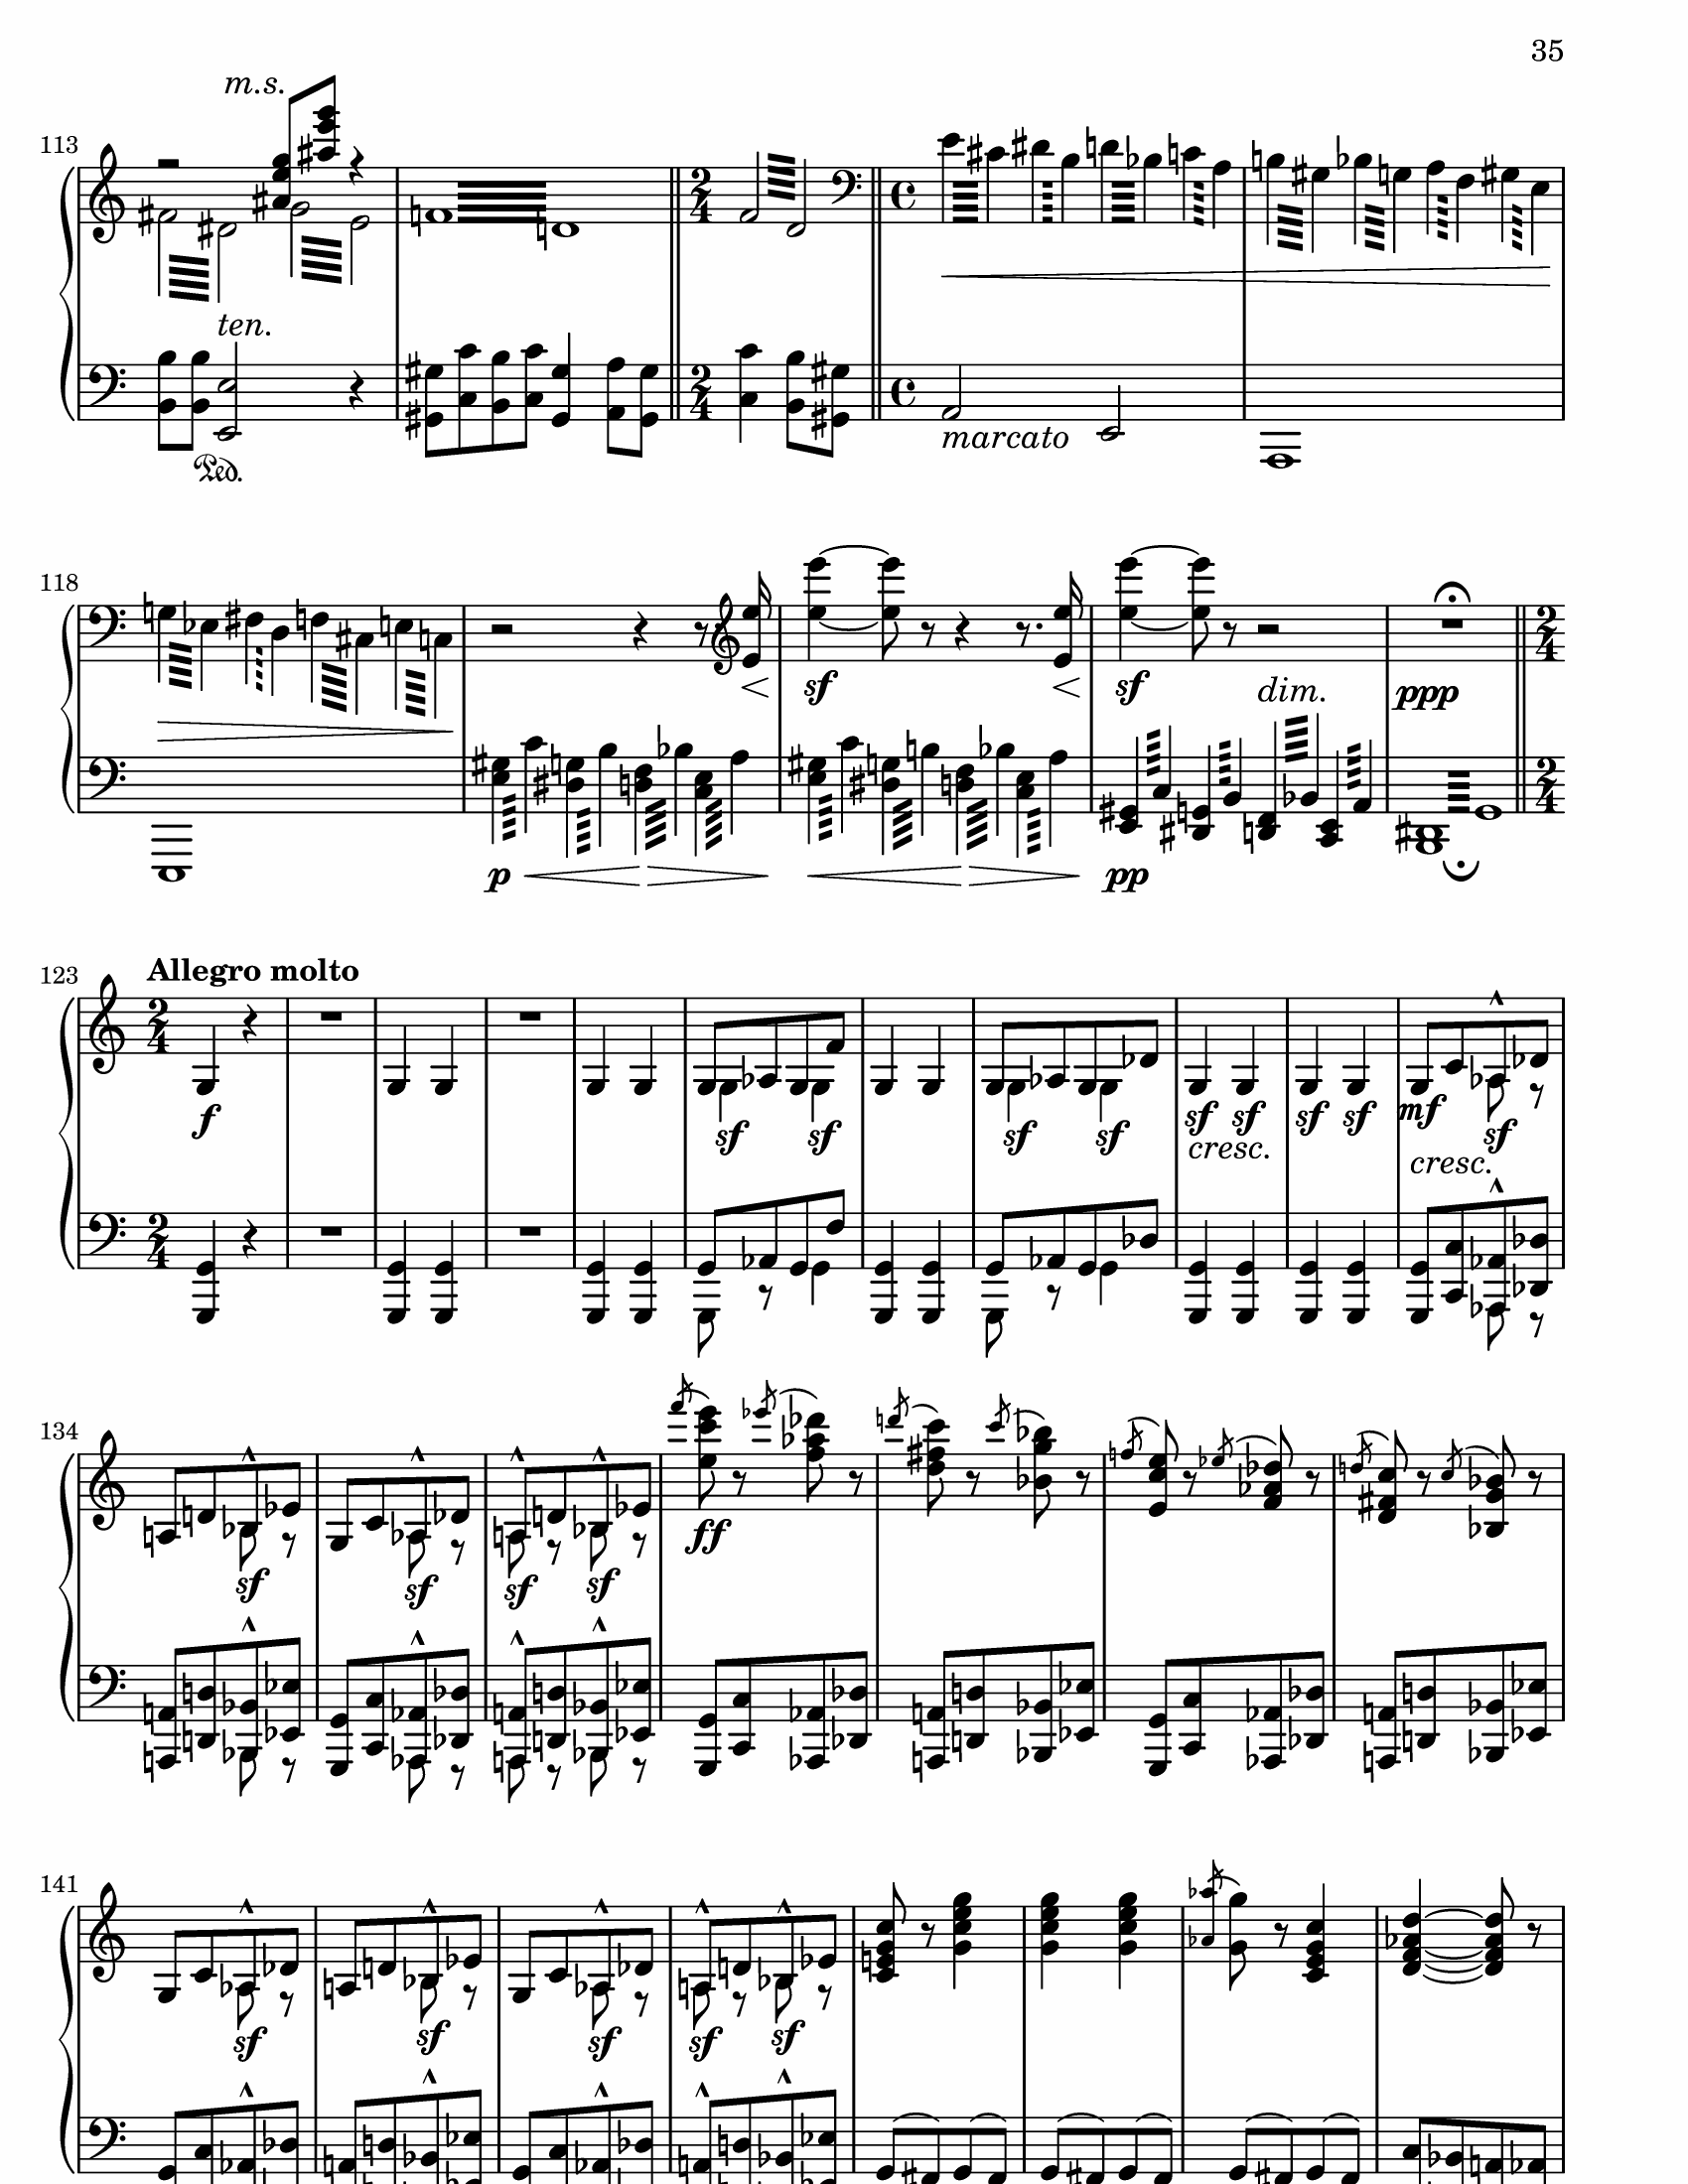 35
m.s.
113
ten.
Ped.
marcato
118
sf
sf
dim.
ppp
p
pp
Allegro molto
123
f
sf
sf
sf
sf
sf
sf
sf
sf
mf
sf
cresc.
cresc.
134
sf
sf
sf
sf
ff
141
sf
sf
sf
sf
sf